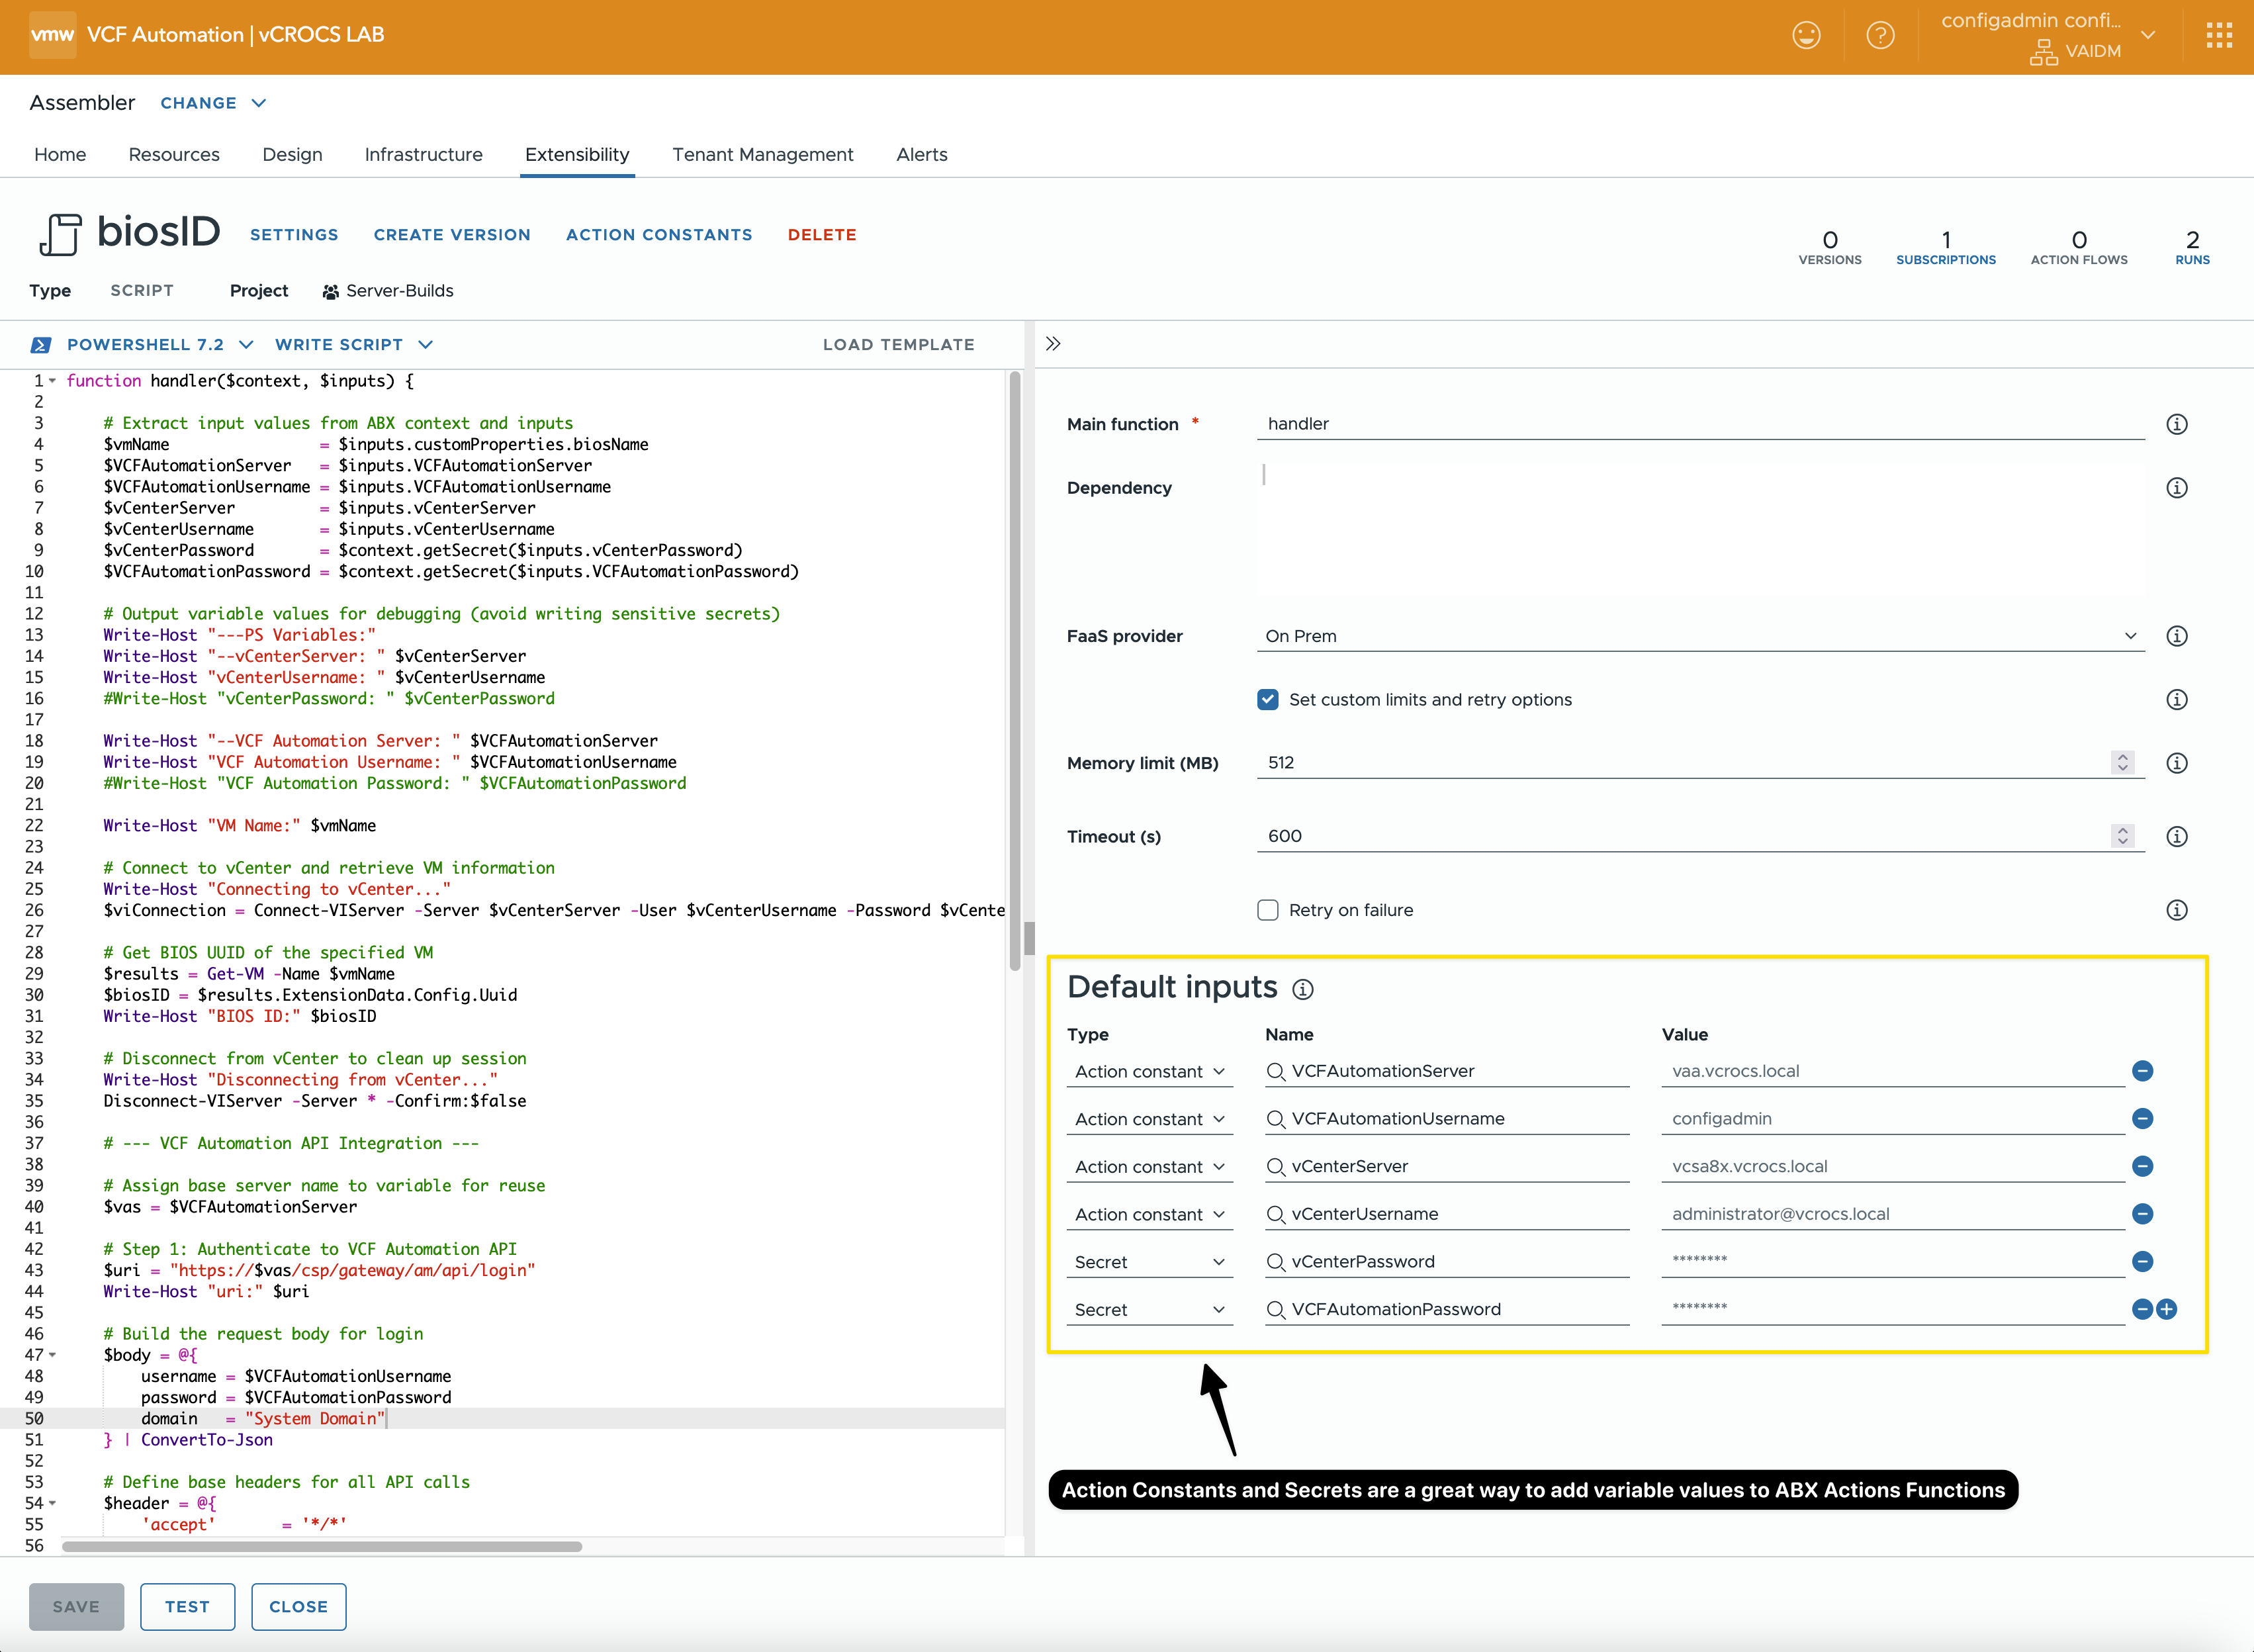 vmw VCF Automation | vCROCS LAB
configadmin confi...
VAIDM
Assembler CHANGE
Home Resources Design Infrastructure Extensibility Tenant Management Alerts
biosID SETTINGS CREATE VERSION ACTION CONSTANTS DELETE
0 VERSIONS
1 SUBSCRIPTIONS
0 ACTION FLOWS
2 RUNS
Type SCRIPT Project Server-Builds
POWERSHELL 7.2 WRITE SCRIPT LOAD TEMPLATE
1 function handler($context, $inputs) {
2
3 # Extract input values from ABX context and inputs
4 $vmName = $inputs.customProperties.biosName
5 $VCFAutomationServer = $inputs.VCFAutomationServer
6 $VCFAutomationUsername = $inputs.VCFAutomationUsername
7 $vCenterServer = $inputs.vCenterServer
8 $vCenterUsername = $inputs.vCenterUsername
9 $vCenterPassword = $context.getSecret($inputs.vCenterPassword)
10 $VCFAutomationPassword = $context.getSecret($inputs.VCFAutomationPassword)
11
12 # Output variable values for debugging (avoid writing sensitive secrets)
13 Write-Host "---PS Variables:"
14 Write-Host "--vCenterServer: " $vCenterServer
15 Write-Host "vCenterUsername: " $vCenterUsername
16 #Write-Host "vCenterPassword: " $vCenterPassword
17
18 Write-Host "--VCF Automation Server: " $VCFAutomationServer
19 Write-Host "VCF Automation Username: " $VCFAutomationUsername
20 #Write-Host "VCF Automation Password: " $VCFAutomationPassword
21
22 Write-Host "VM Name:" $vmName
23
24 # Connect to vCenter and retrieve VM information
25 Write-Host "Connecting to vCenter..."
26 $viConnection = Connect-VIServer -Server $vCenterServer -User $vCenterUsername -Password $vCente
27
28 # Get BIOS UUID of the specified VM
29 $results = Get-VM -Name $vmName
30 $biosID = $results.ExtensionData.Config.Uuid
31 Write-Host "BIOS ID:" $biosID
32
33 # Disconnect from vCenter to clean up session
34 Write-Host "Disconnecting from vCenter..."
35 Disconnect-VIServer -Server * -Confirm:$false
36
37 # --- VCF Automation API Integration ---
38
39 # Assign base server name to variable for reuse
40 $vas = $VCFAutomationServer
41
42 # Step 1: Authenticate to VCF Automation API
43 $uri = "https://$vas/csp/gateway/am/api/login"
44 Write-Host "uri:" $uri
45
46 # Build the request body for login
47 $body = @{
48 username = $VCFAutomationUsername
49 password = $VCFAutomationPassword
50 domain = "System Domain"
51 } | ConvertTo-Json
52
53 # Define base headers for all API calls
54 $header = @{
55 'accept' = '*/*'
56
Main function * handler
Dependency
FaaS provider On Prem
Set custom limits and retry options
Memory limit (MB) 512
Timeout (s) 600
Retry on failure
Default inputs
Type Name Value
Action constant VCFAutomationServer vaa.vcrocs.local
Action constant VCFAutomationUsername configadmin
Action constant vCenterServer vcsa8x.vcrocs.local
Action constant vCenterUsername administrator@vcrocs.local
Secret vCenterPassword ********
Secret VCFAutomationPassword ********
Action Constants and Secrets are a great way to add variable values to ABX Actions Functions
SAVE TEST CLOSE